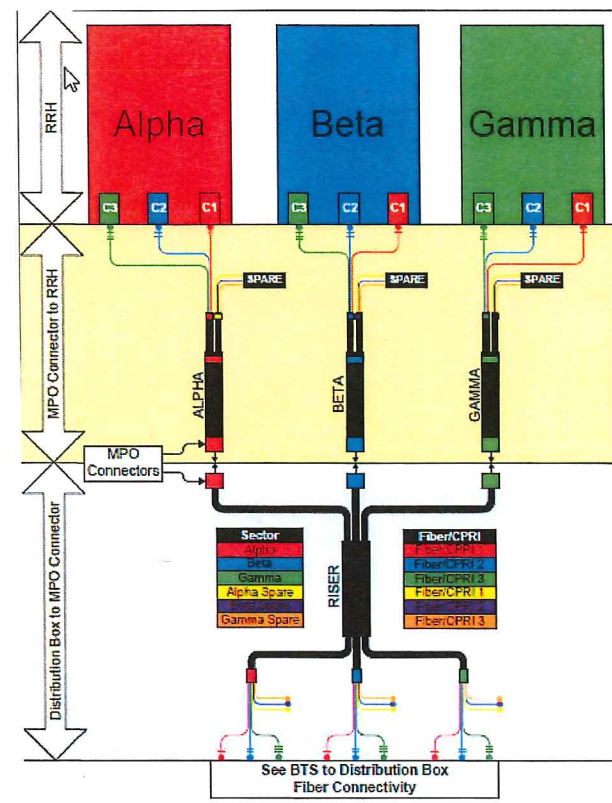 RRH
Alpha
Beta
Gamma
C3
C2
C1
C3
C2
C1
C3
C2
C1
MPO Connector to RRH
SPARE
SPARE
SPARE
ALPHA
BETA
GAMMA
MPO
Connectors
Distribution Box to MPO Connector
Sector
Alpha
Beta
Gamma
Alpha Spare
Gamma Spare
RISER
Fiber/CPRI
Fiber/CPRI 1
Fiber/CPRI 2
Fiber/CPRI 3
Fiber/CPRI 1
Fiber/CPRI 2
Fiber/CPRI 3
See BTS to Distribution Box
Fiber Connectivity